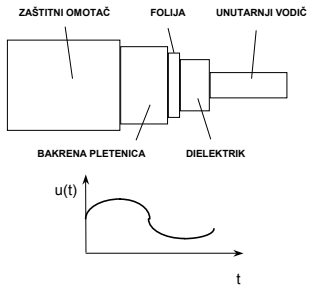 ZAŠTITNI OMOTAČ
FOLIJA
UNUTARNJI VODIČ
BAKRENA PLETENICA
DIELEKTRIK
u(t)
t